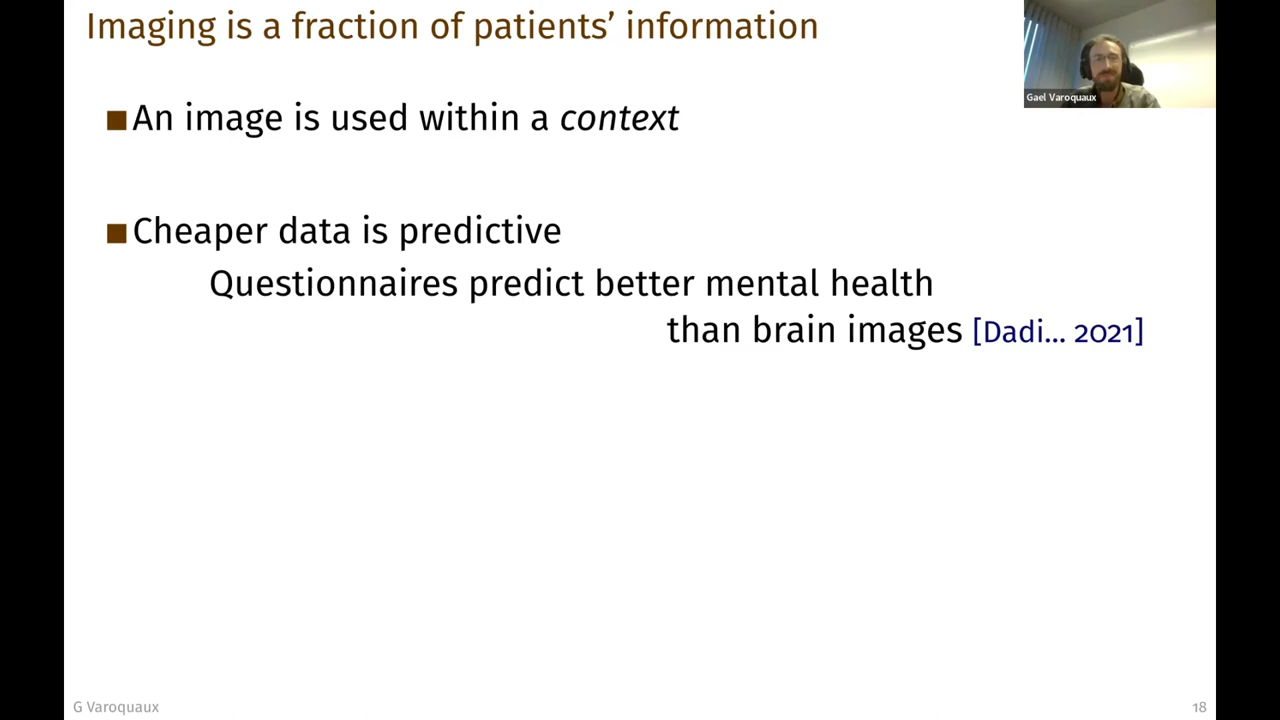 Imaging is a fraction of patients’ information
Gael Varoquaux
An image is used within a context
Cheaper data is predictive
Questionnaires predict better mental health
than brain images [Dadi... 2021]
G Varoquaux
18